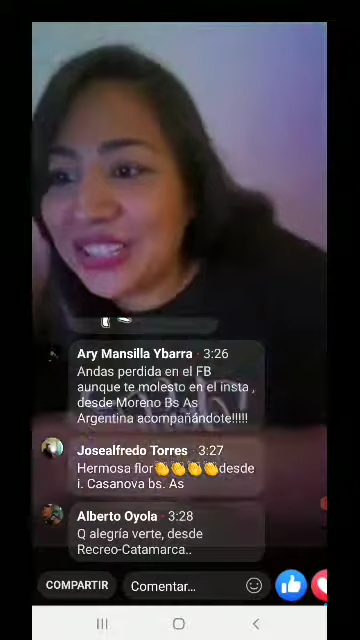 Ary Mansilla Ybarra · 3:26
Andas perdida en el FB
aunque te molesto en el insta ,
desde Moreno Bs As
Argentina acompañándote!!!!!
Josealfredo Torres · 3:27
Hermosa flor👏👏👏👏desde
i. Casanova bs. As
Alberto Oyola · 3:28
Q alegría verte, desde
Recreo-Catamarca..
COMPARTIR
Comentar...